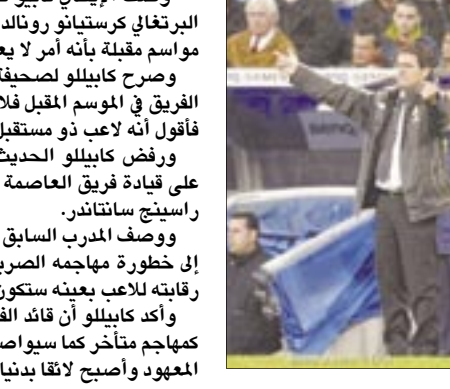 البرتغالي كرستيانو رونالد
مواسم مقبلة بأنه أمر لا يع
وصرح كابيللو لصحيفة
الفريق في الموسم المقبل فلا
فأقول أنه لاعب ذو مستقبل
ورفض كابيللو الحديث
على قيادة فريق العاصمة
راسينج سانتاندر.
ووصف المدرب السابق
إلى خطورة مهاجمه الصرب
رقابته للاعب بعينه ستكون
وأكد كابيللو أن قائد الف
كمهاجم متأخر كما سيواص
المعهود وأصبح لائقا بدنيا